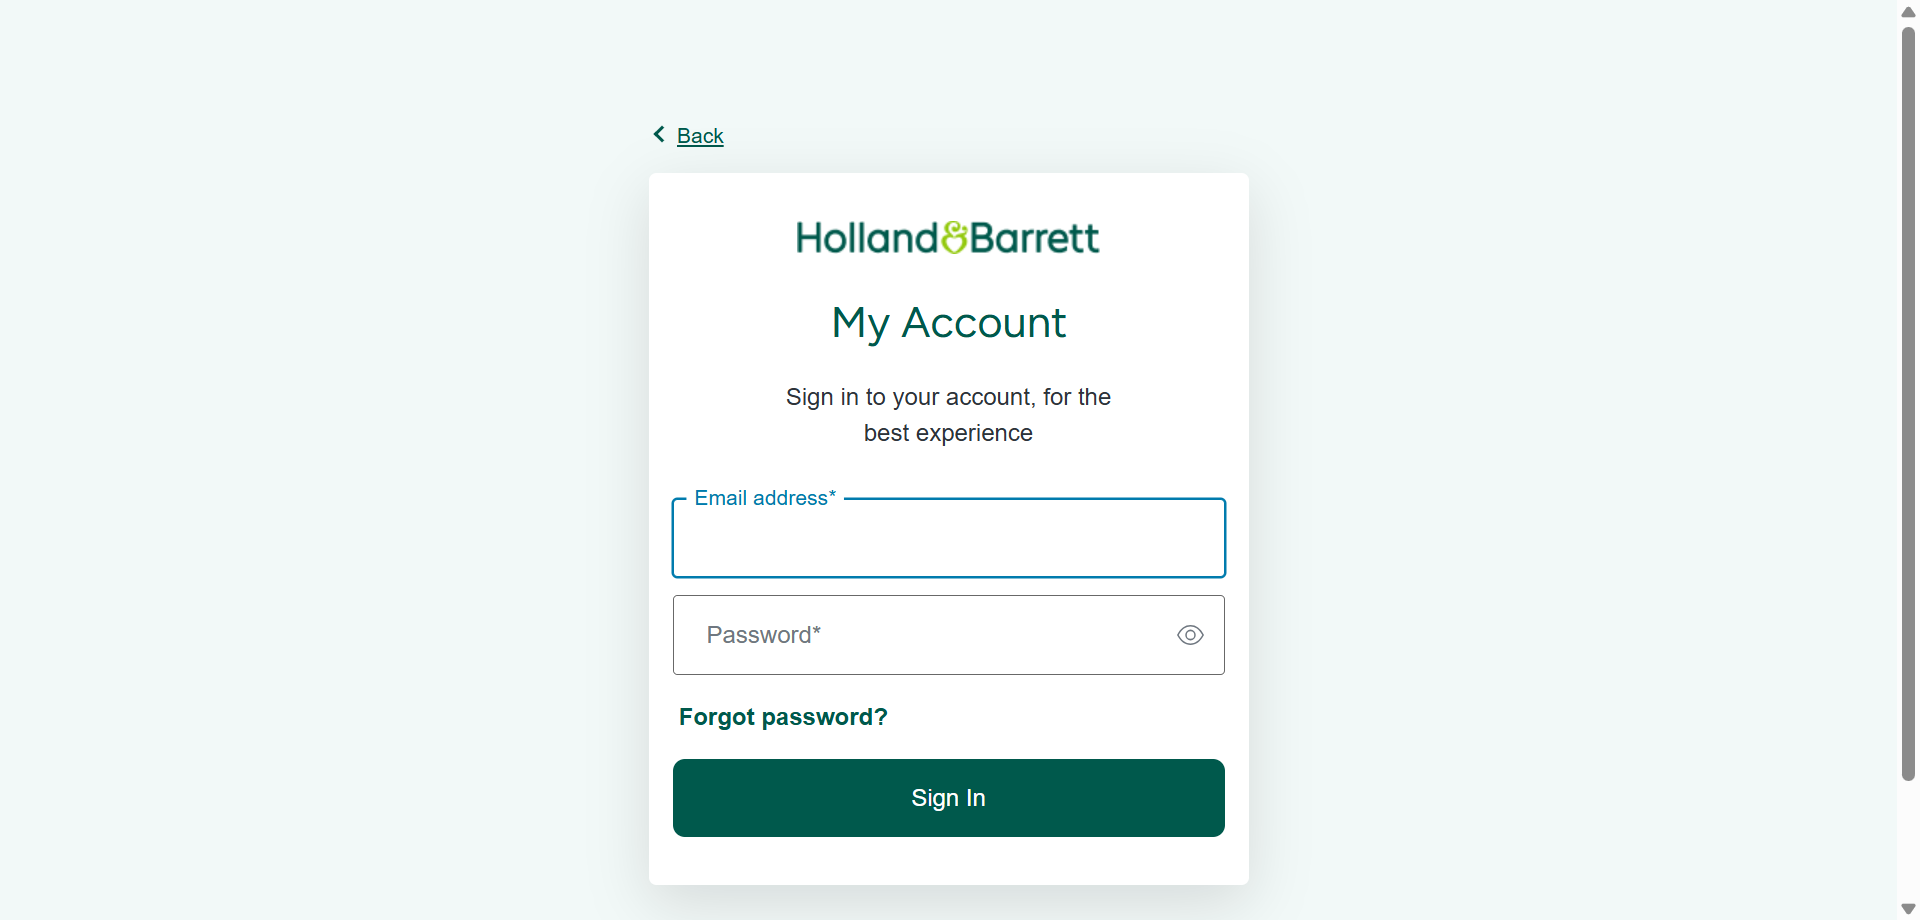 Back
Holland&Barrett
My Account
Sign in to your account, for the
best experience
Email address*
Password*
Forgot password?
Sign In